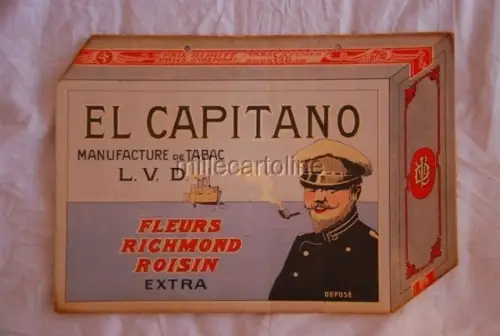 EL CAPITANO
MANUFACTURE DE TABAC
L. V. D.
millecartoline
FLEURS
RICHMOND
ROISIN
EXTRA
DEPOSÉ